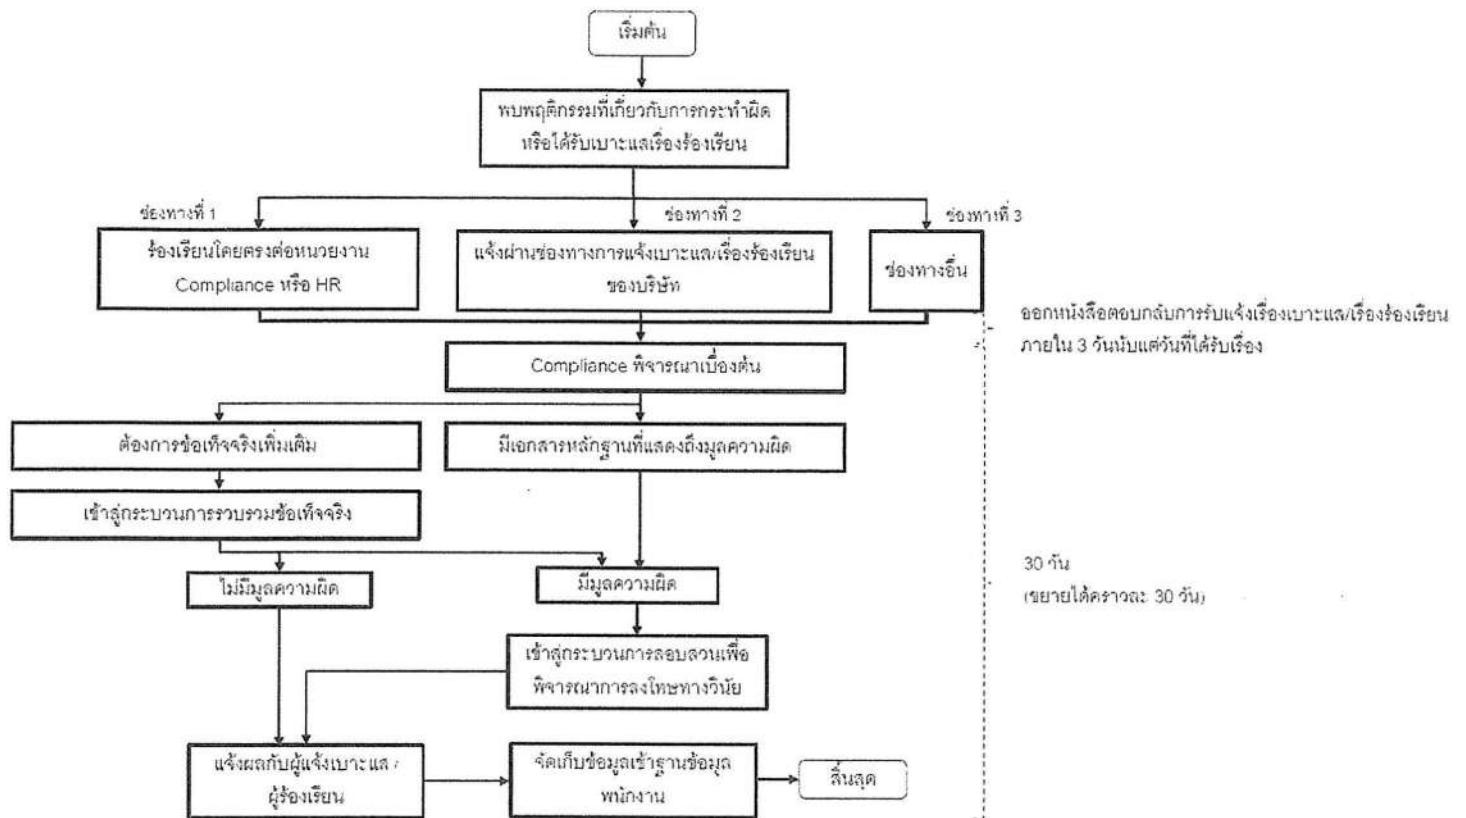 เริ่มต้น
พบพฤติกรรมที่เกี่ยวกับการกระทำผิด
หรือได้รับเบาะแสเรื่องร้องเรียน
ช่องทางที่ 1
ช่องทางที่ 2
ช่องทางที่ 3
ร้องเรียนโดยตรงต่อหน่วยงาน
Compliance หรือ HR
แจ้งผ่านช่องทางการแจ้งเบาะแส/เรื่องร้องเรียน
ของบริษัท
ช่องทางอื่น
ออกหนังสือตอบกลับการรับแจ้งเรื่องเบาะแส/เรื่องร้องเรียน
ภายใน 3 วันนับแต่วันที่ได้รับเรื่อง
Compliance พิจารณาเบื้องต้น
ต้องการข้อเท็จจริงเพิ่มเติม
มีเอกสารหลักฐานที่แสดงถึงมูลความผิด
เข้าสู่กระบวนการรวบรวมข้อเท็จจริง
ไม่มีมูลความผิด
มีมูลความผิด
30 วัน
(ขยายได้คราวละ 30 วัน)
เข้าสู่กระบวนการสอบสวนเพื่อ
พิจารณาการลงโทษทางวินัย
แจ้งผลกับผู้แจ้งเบาะแส /
ผู้ร้องเรียน
จัดเก็บข้อมูลเข้าฐานข้อมูล
พนักงาน
สิ้นสุด